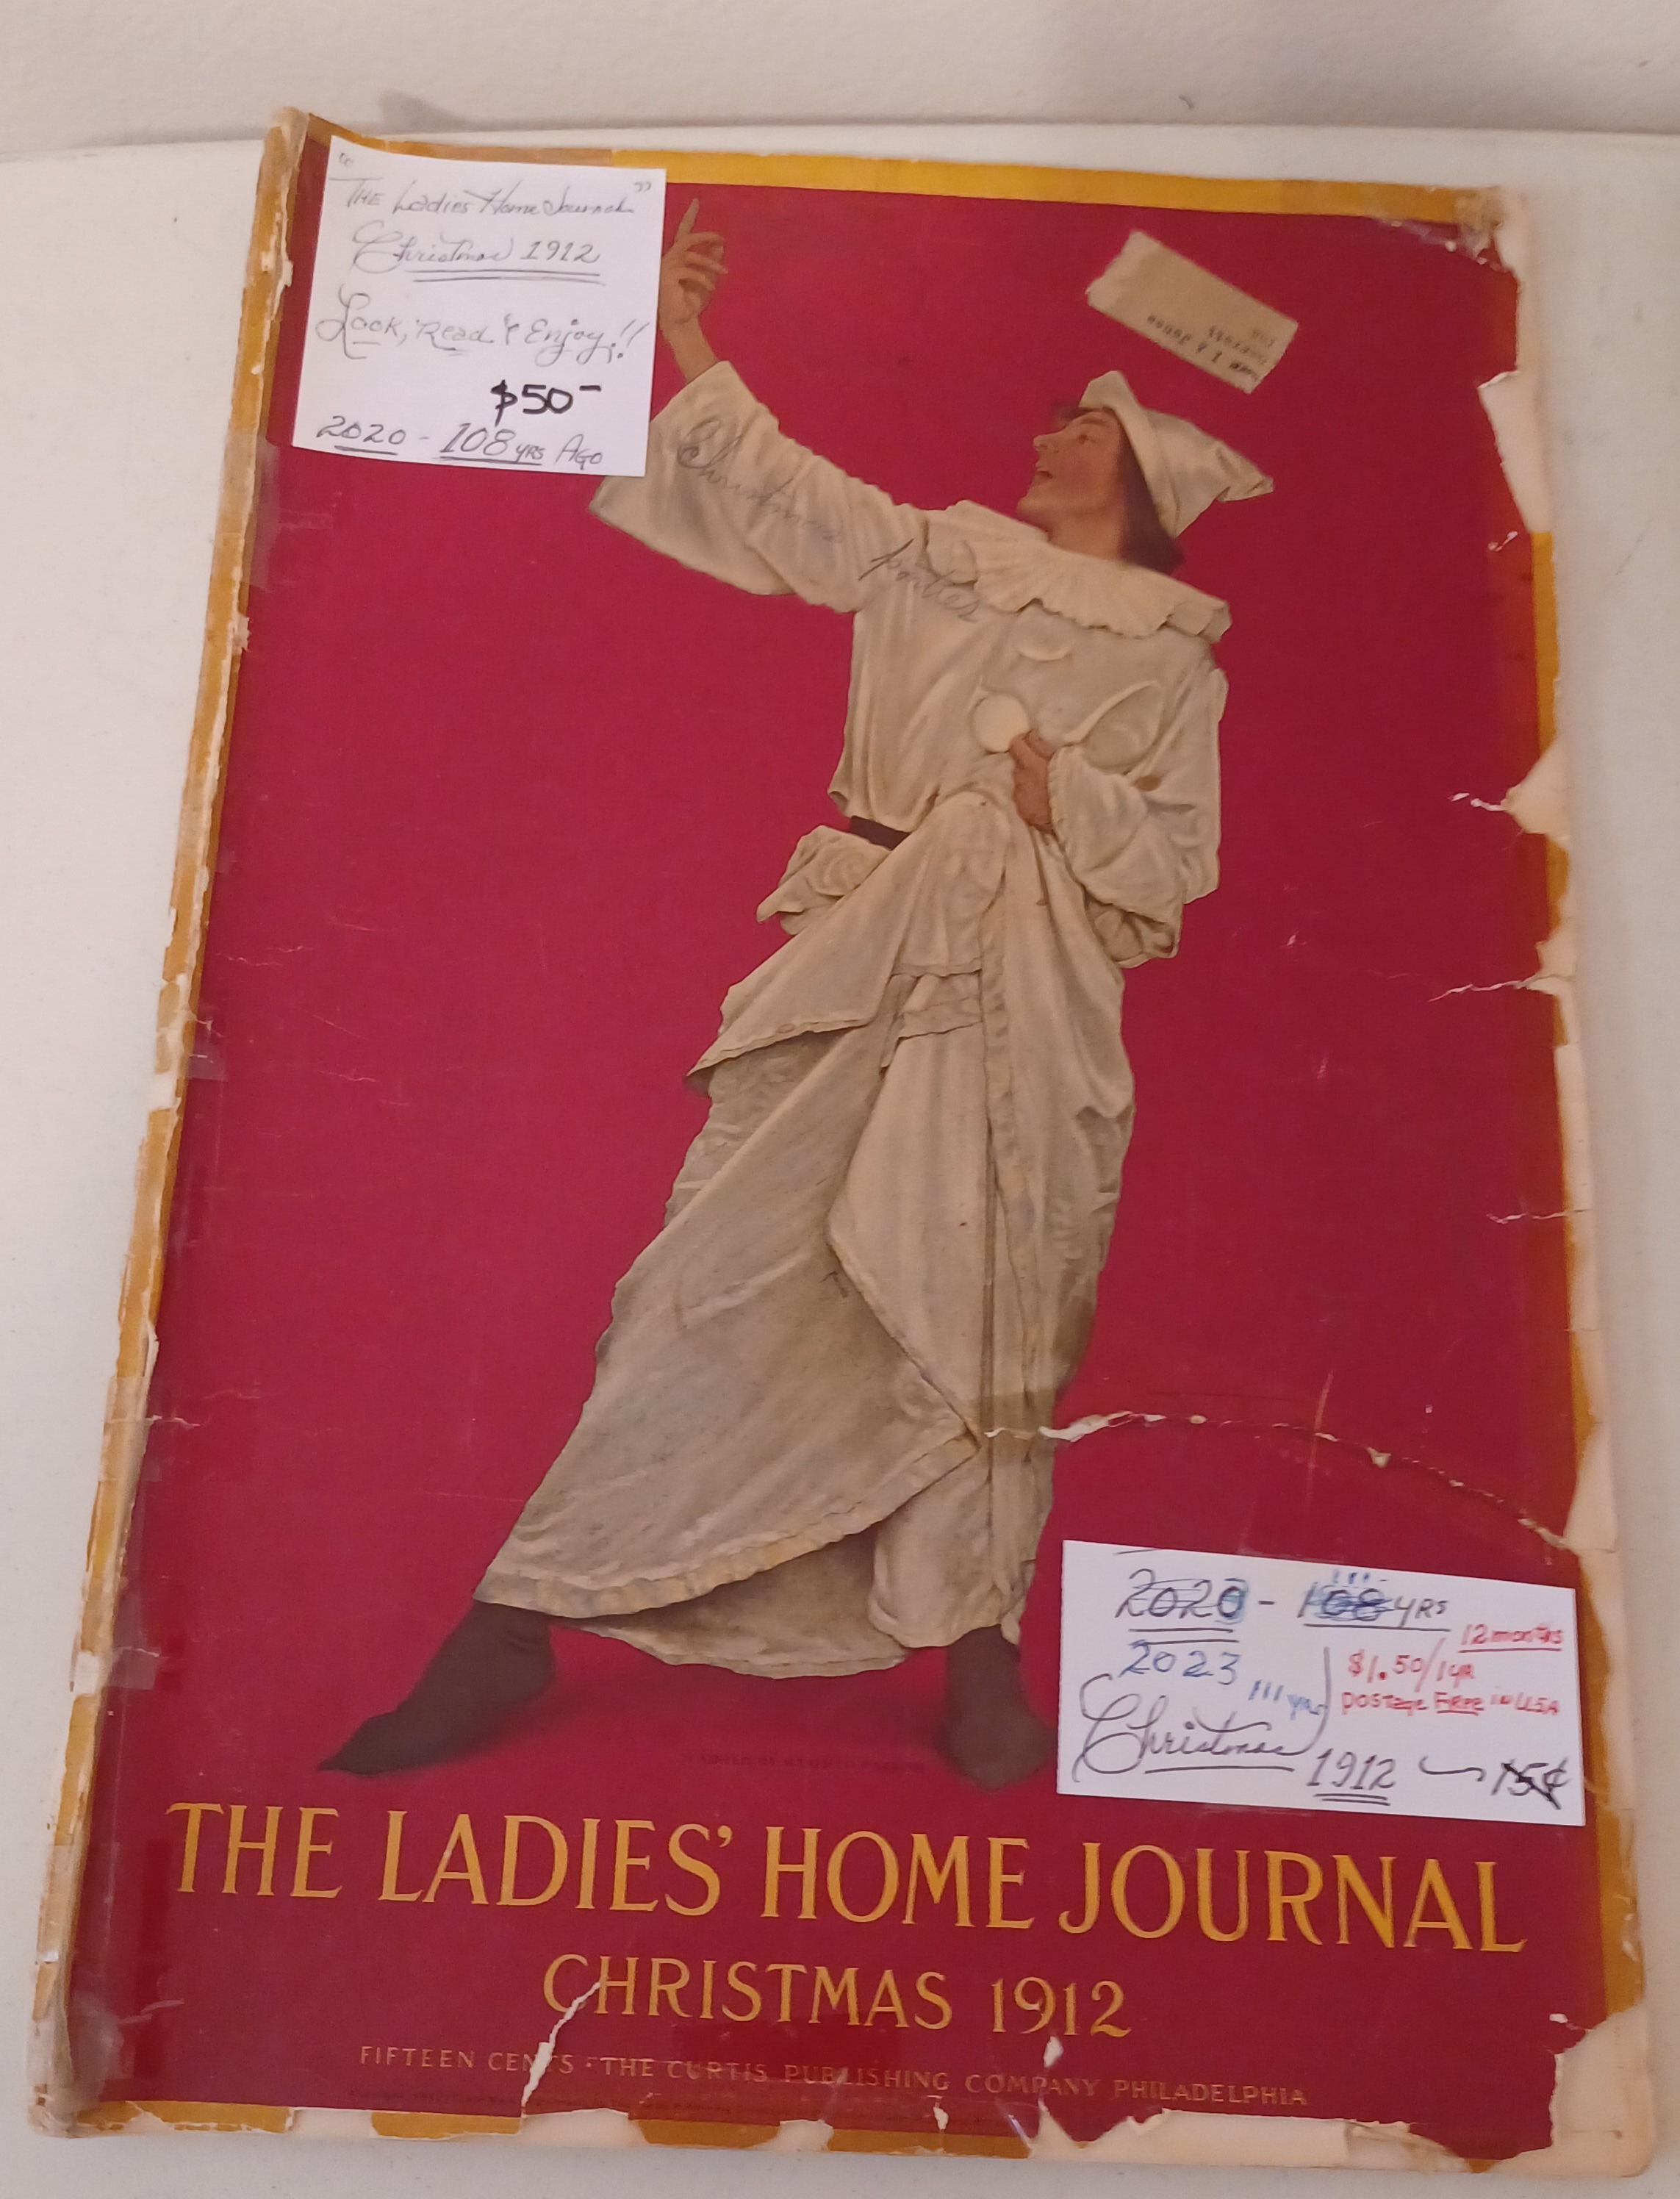 "The Ladies Home Journal"
Christmas 1912
Look, Read & Enjoy!!
$50-
2020 - 108 YRS AGO
Christmas
2020 - 108 YRS
12 months
2023
$1.50/1 YR
111 yrs
postage Free in USA
Christmas
1912 15¢
THE LADIES' HOME JOURNAL
CHRISTMAS 1912
FIFTEEN CENTS · THE CURTIS PUBLISHING COMPANY PHILADELPHIA